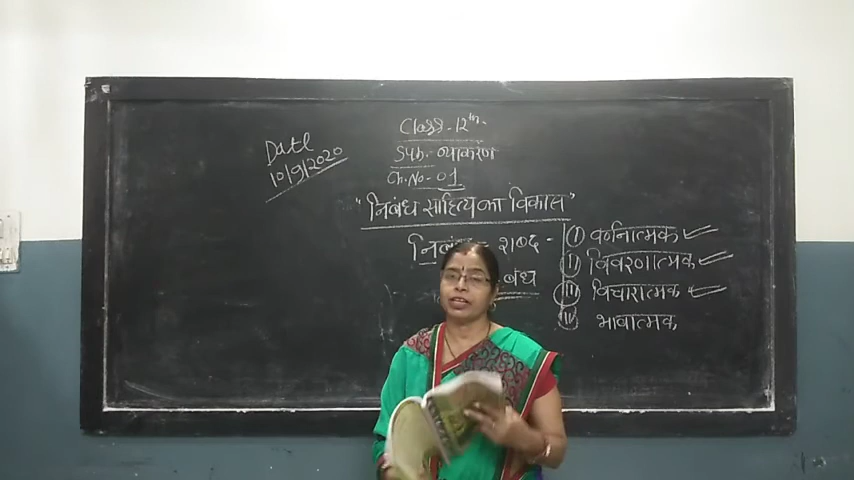 Date
10/9/2020
Class - 12th -
Sub. - व्याकरण
Ch. No - 01
"निबंध साहित्य का विकास"
शब्द -
बंध
(I) वर्णनात्मक
(II) विवरणात्मक
(III) विचारात्मक
(IV) भावात्मक